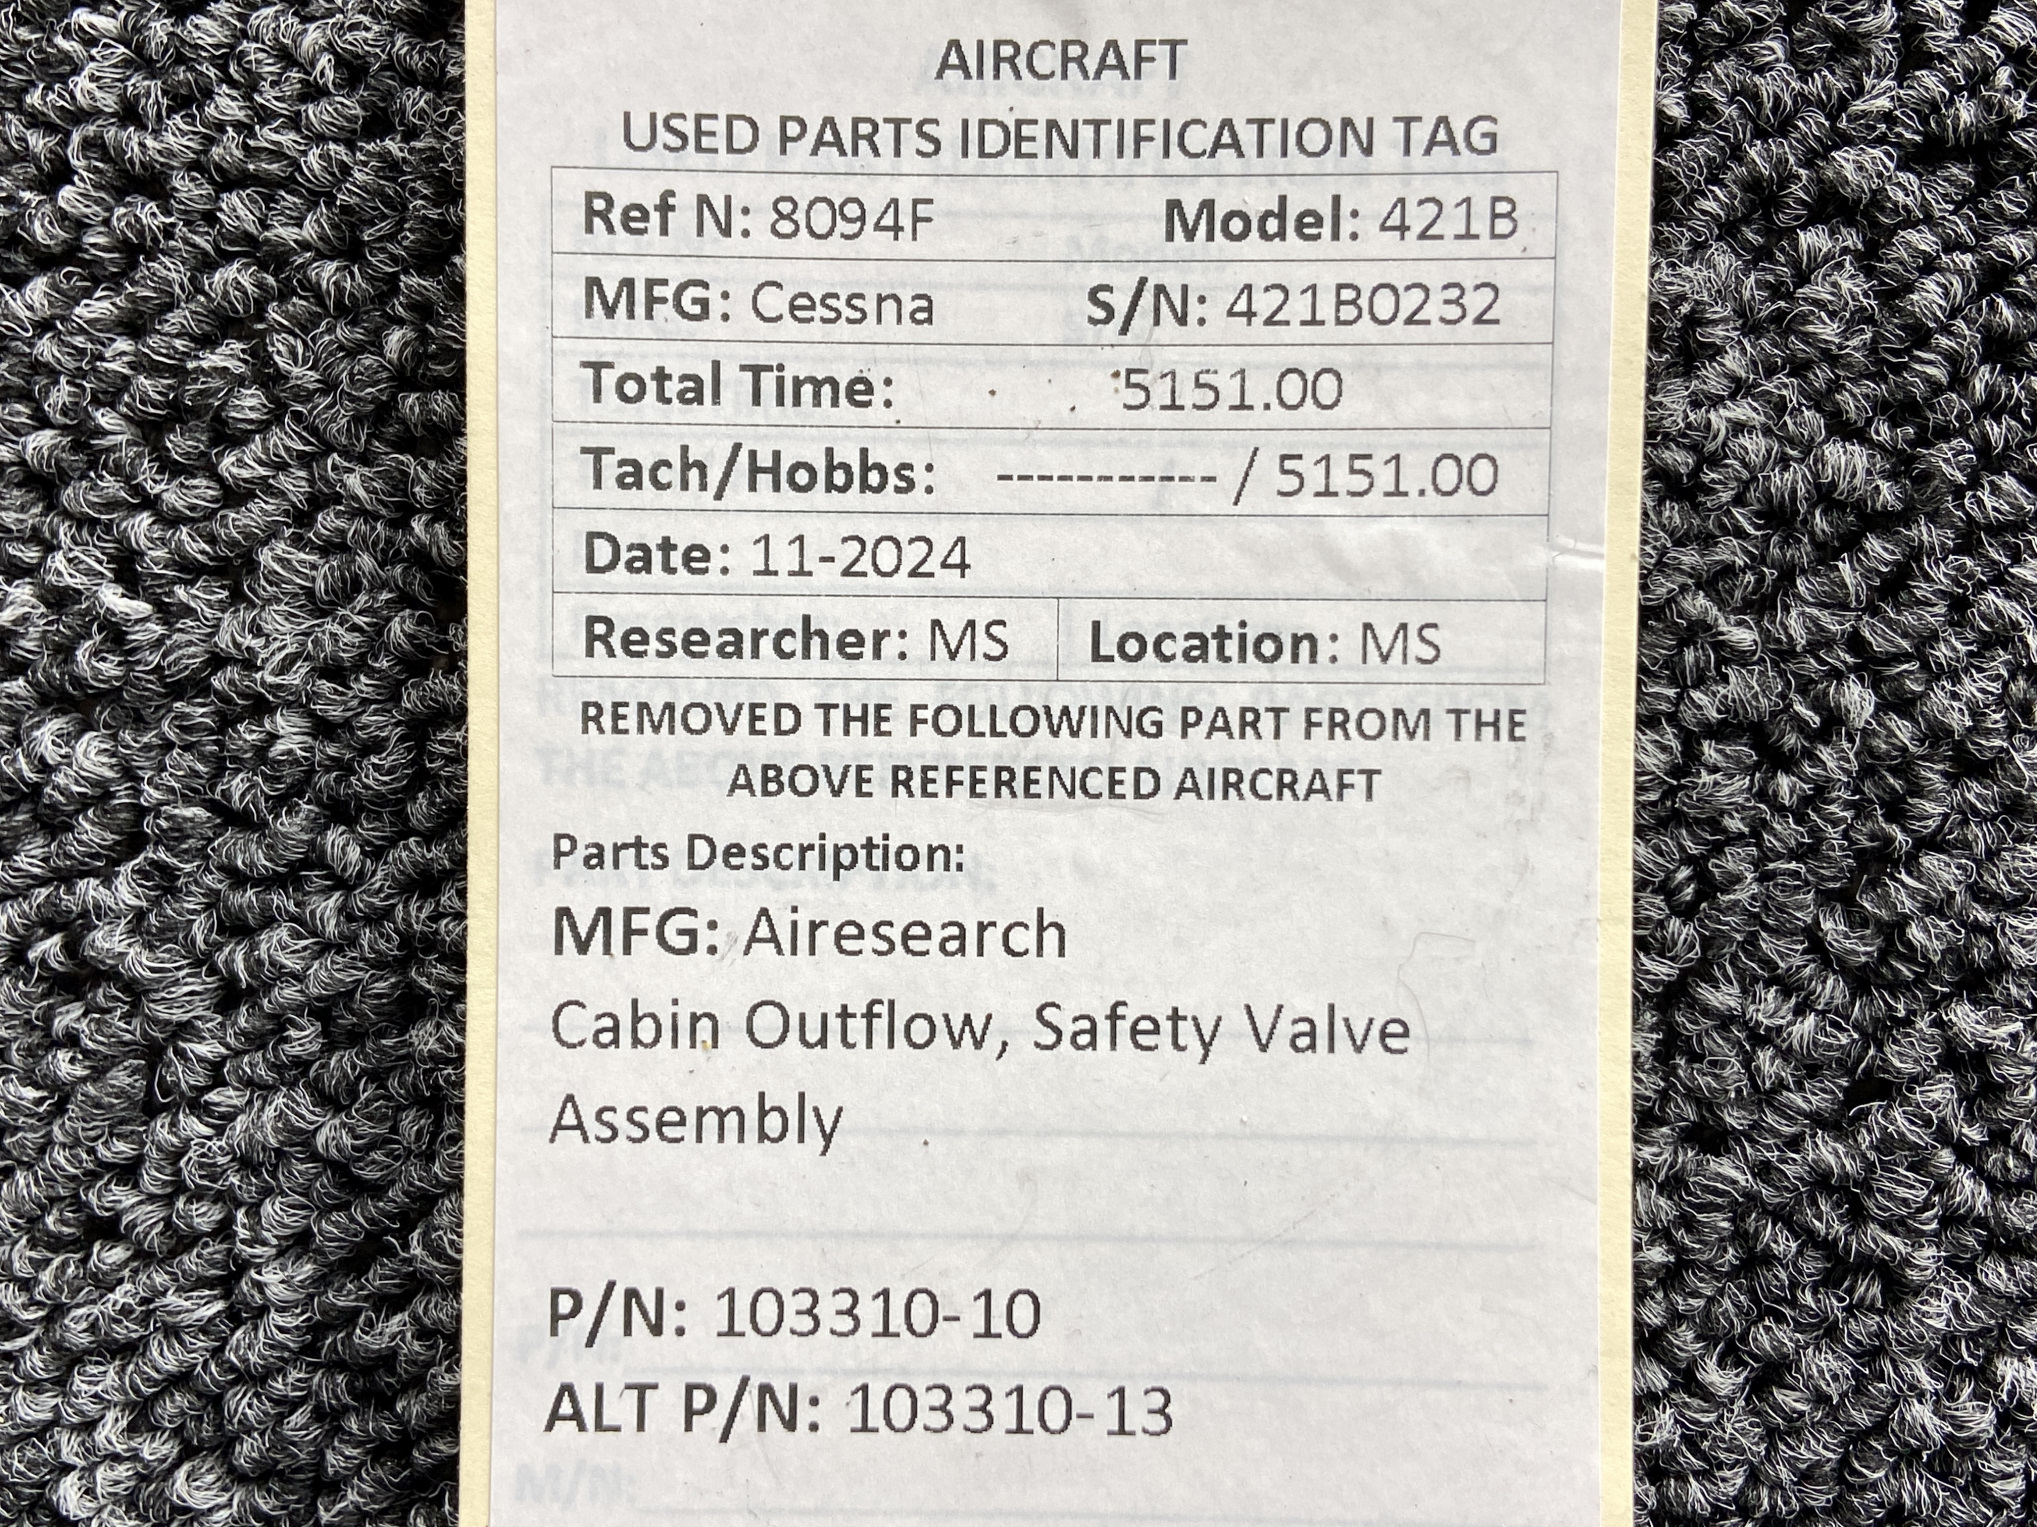 AIRCRAFT
USED PARTS IDENTIFICATION TAG
Ref N: 8094F Model: 421B
MFG: Cessna S/N: 421B0232
Total Time: 5151.00
Tach/Hobbs: ----------- / 5151.00
Date: 11-2024
Researcher: MS Location: MS
REMOVED THE FOLLOWING PART FROM THE
ABOVE REFERENCED AIRCRAFT
Parts Description:
MFG: Airesearch
Cabin Outflow, Safety Valve
Assembly
P/N: 103310-10
ALT P/N: 103310-13
M/N: